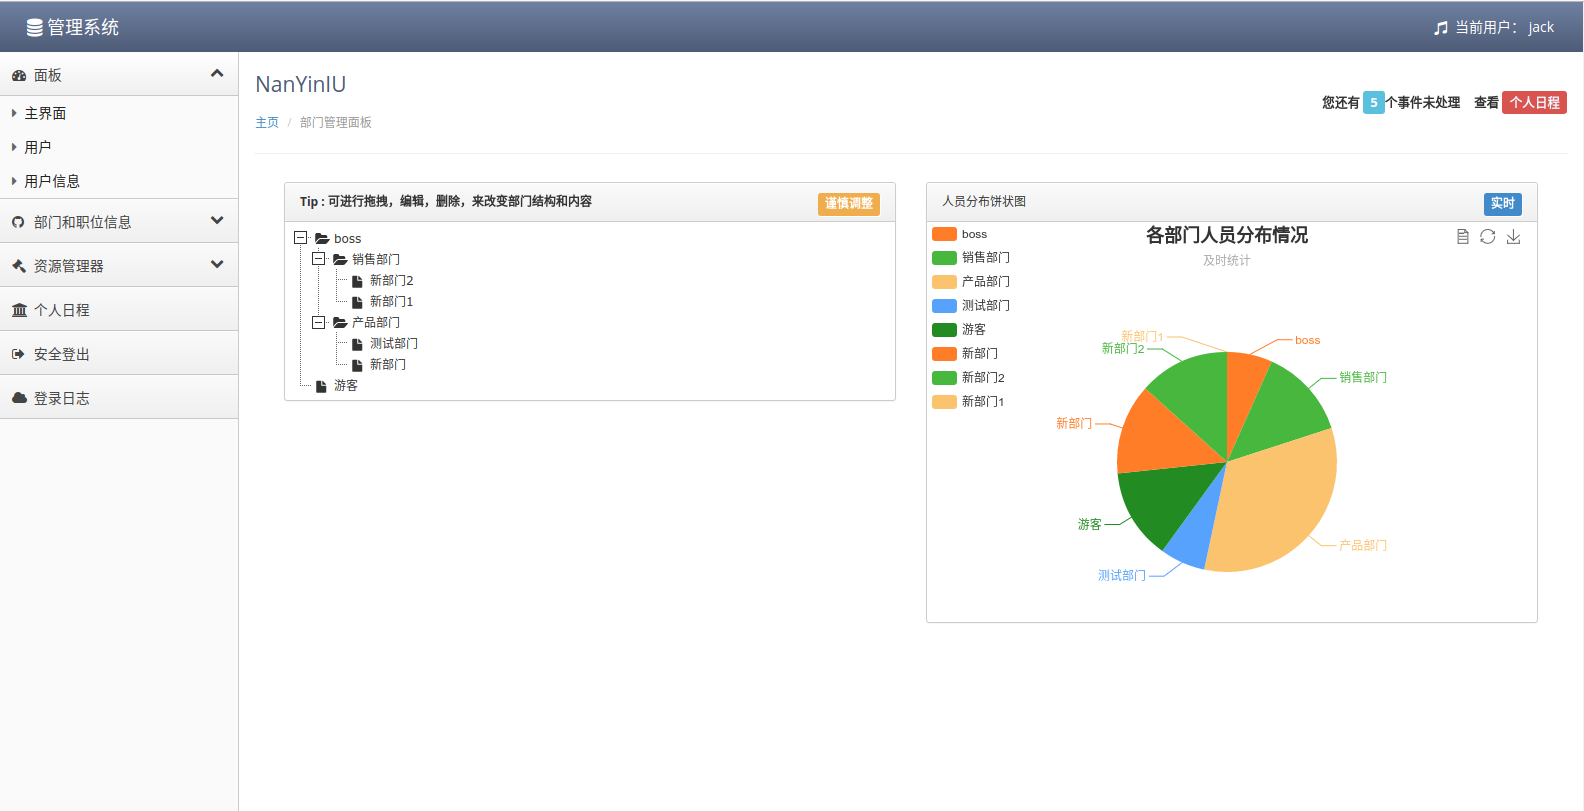 管理系统
当前用户： jack
面板
主界面
用户
用户信息
部门和职位信息
资源管理器
个人日程
安全登出
登录日志
NanYinIU
主页 / 部门管理面板
您还有 5 个事件未处理 查看 个人日程
Tip : 可进行拖拽，编辑，删除，来改变部门结构和内容
谨慎调整
boss
销售部门
新部门2
新部门1
产品部门
测试部门
新部门
游客
人员分布饼状图
实时
各部门人员分布情况
及时统计
boss
销售部门
产品部门
测试部门
游客
新部门
新部门2
新部门1
新部门1
新部门2
boss
销售部门
新部门
游客
产品部门
测试部门